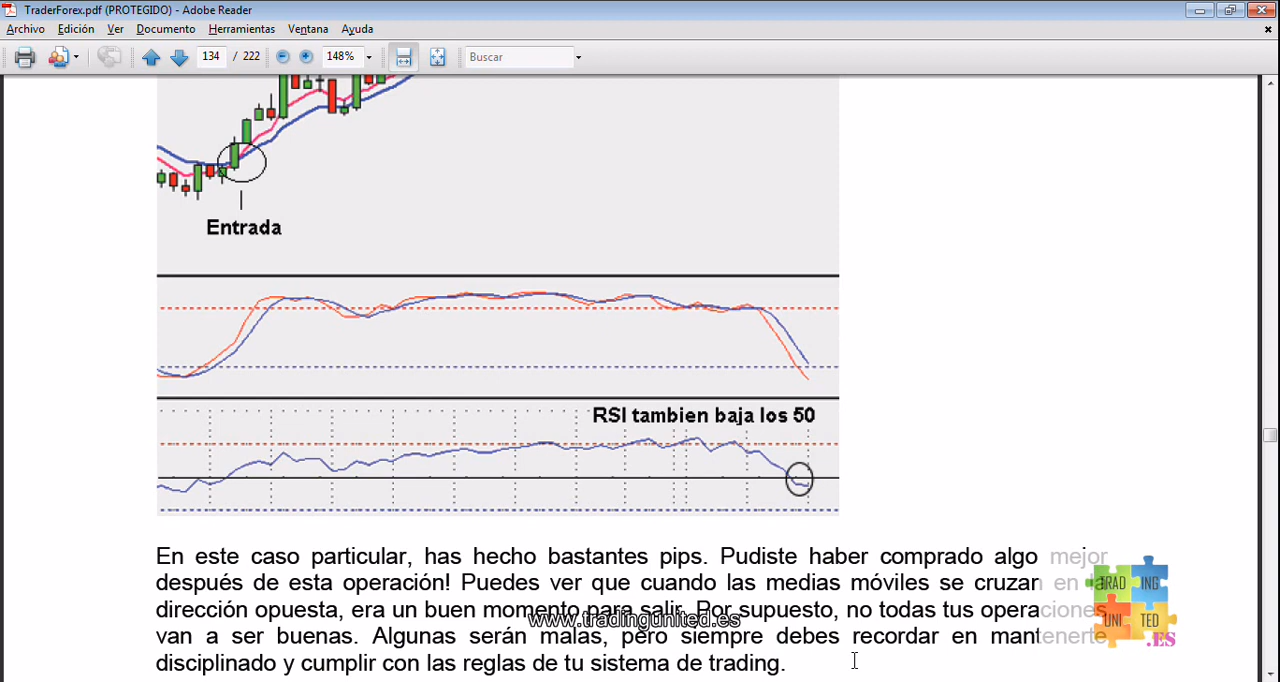 TraderForex.pdf (PROTEGIDO) - Adobe Reader
Archivo Edición Ver Documento Herramientas Ventana Ayuda
134 / 222 148% Buscar
Entrada
RSI tambien baja los 50
En este caso particular, has hecho bastantes pips. Pudiste haber comprado algo mejor
después de esta operación! Puedes ver que cuando las medias móviles se cruzan en la
dirección opuesta, era un buen momento para salir. Por supuesto, no todas tus operaciones
www.tradingunited.es
van a ser buenas. Algunas serán malas, pero siempre debes recordar en mantenerte
disciplinado y cumplir con las reglas de tu sistema de trading.
TRAD ING
UNI TED
.ES